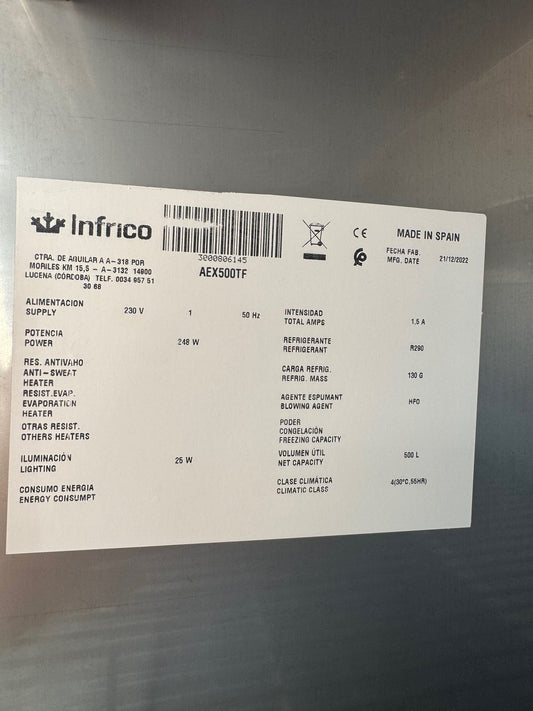 Infrico
3000806145
AEX500TF
CE
MADE IN SPAIN
FECHA FAB.
MFG. DATE
21/12/2022
CTRA. DE AGUILAR A A-318 POR
MORILES KM 15,5 - A-3132 14900
LUCENA (CÓRDOBA) TELF. 0034 957 51
30 68
ALIMENTACION
SUPPLY
230 V 1 50 Hz
POTENCIA
POWER
248 W
RES. ANTIVAHO
ANTI-SWEAT
HEATER
RESIST.EVAP.
EVAPORATION
HEATER
OTRAS RESIST.
OTHERS HEATERS
ILUMINACIÓN
LIGHTING
25 W
CONSUMO ENERGIA
ENERGY CONSUMPT
INTENSIDAD
TOTAL AMPS
1,5 A
REFRIGERANTE
REFRIGERANT
R290
CARGA REFRIG.
REFRIG. MASS
130 G
AGENTE ESPUMANT
BLOWING AGENT
HFO
PODER
CONGELACIÓN
FREEZING CAPACITY
VOLUMEN ÚTIL
NET CAPACITY
500 L
CLASE CLIMÁTICA
CLIMATIC CLASS
4(30°C,55HR)